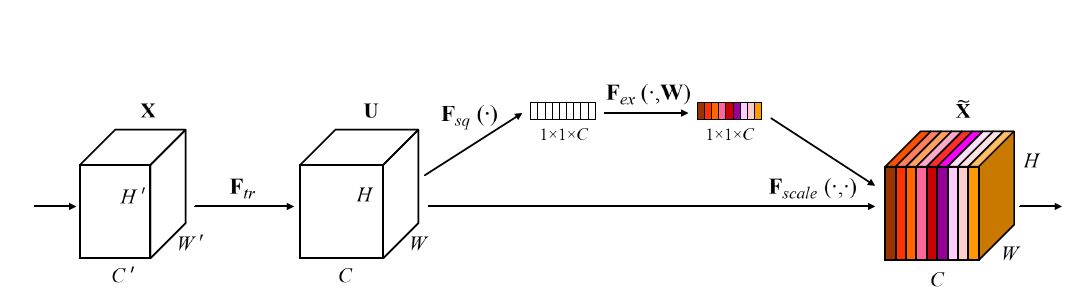 X
H′
W′
C′
F_tr
U
H
W
C
F_sq (·)
1×1×C
F_ex (·,W)
1×1×C
F_scale (·,·)
X̃
H
W
C